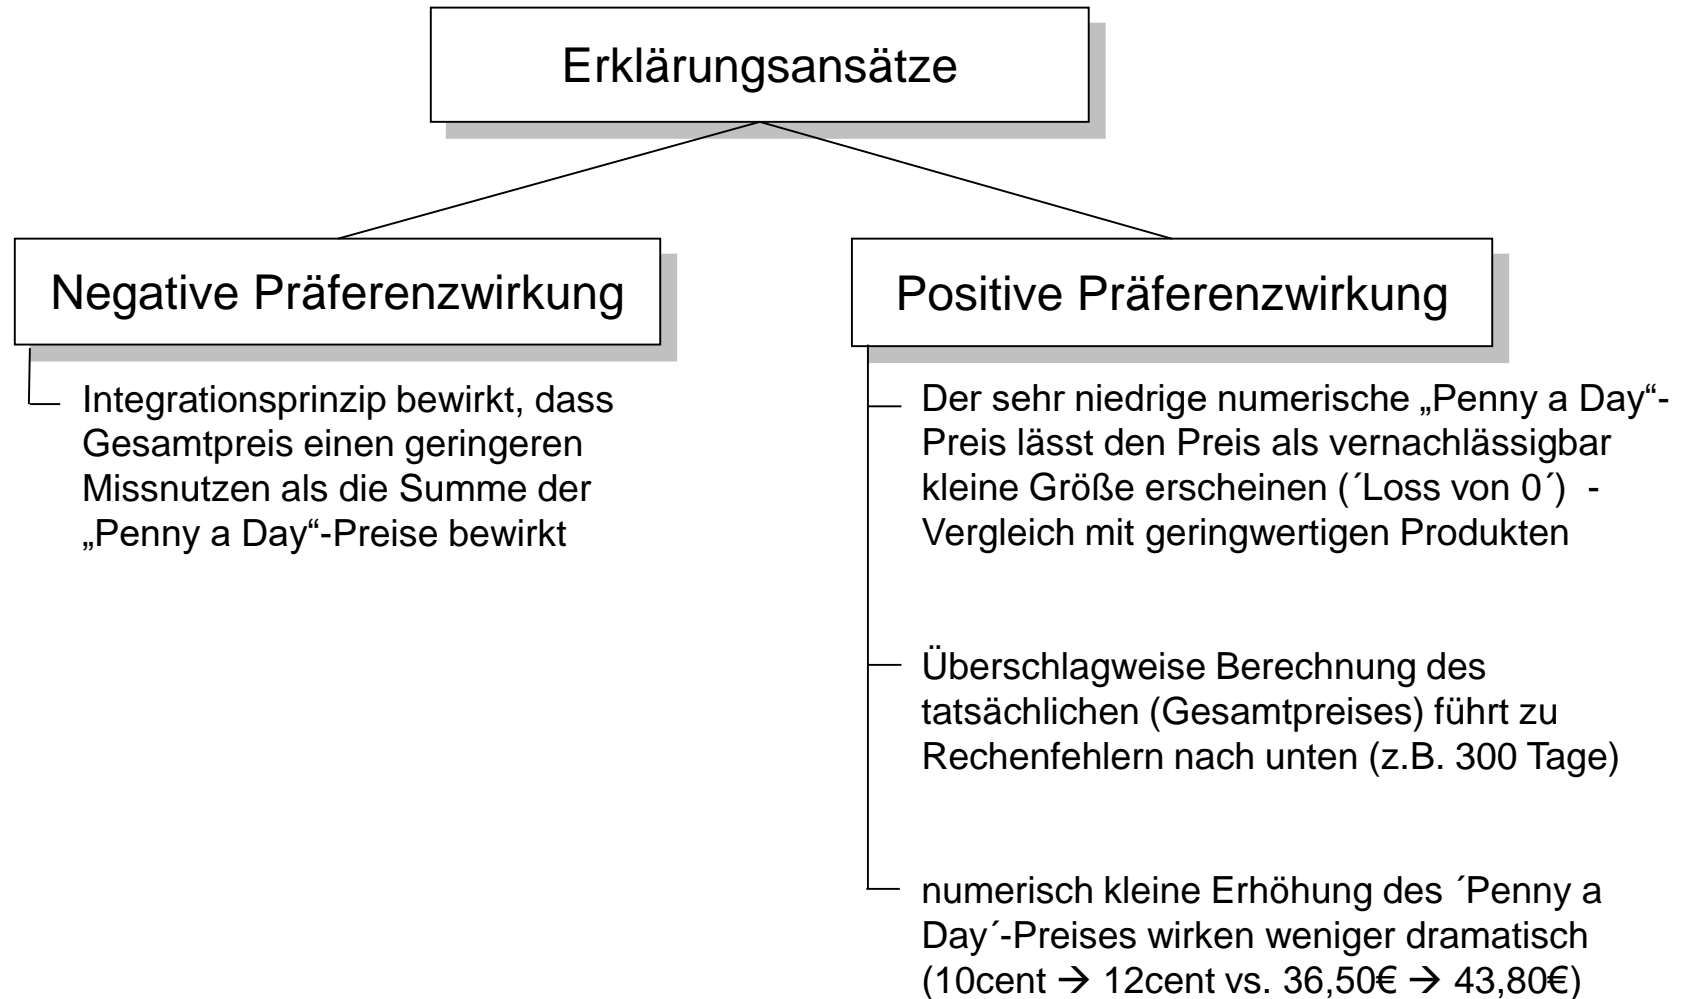 Erklärungsansätze
Negative Präferenzwirkung
Integrationsprinzip bewirkt, dass
Gesamtpreis einen geringeren
Missnutzen als die Summe der
„Penny a Day“-Preise bewirkt
Positive Präferenzwirkung
Der sehr niedrige numerische „Penny a Day“-
Preis lässt den Preis als vernachlässigbar
kleine Größe erscheinen (´Loss von 0´) -
Vergleich mit geringwertigen Produkten
Überschlagweise Berechnung des
tatsächlichen (Gesamtpreises) führt zu
Rechenfehlern nach unten (z.B. 300 Tage)
numerisch kleine Erhöhung des ´Penny a
Day´-Preises wirken weniger dramatisch
(10cent → 12cent vs. 36,50€ → 43,80€)